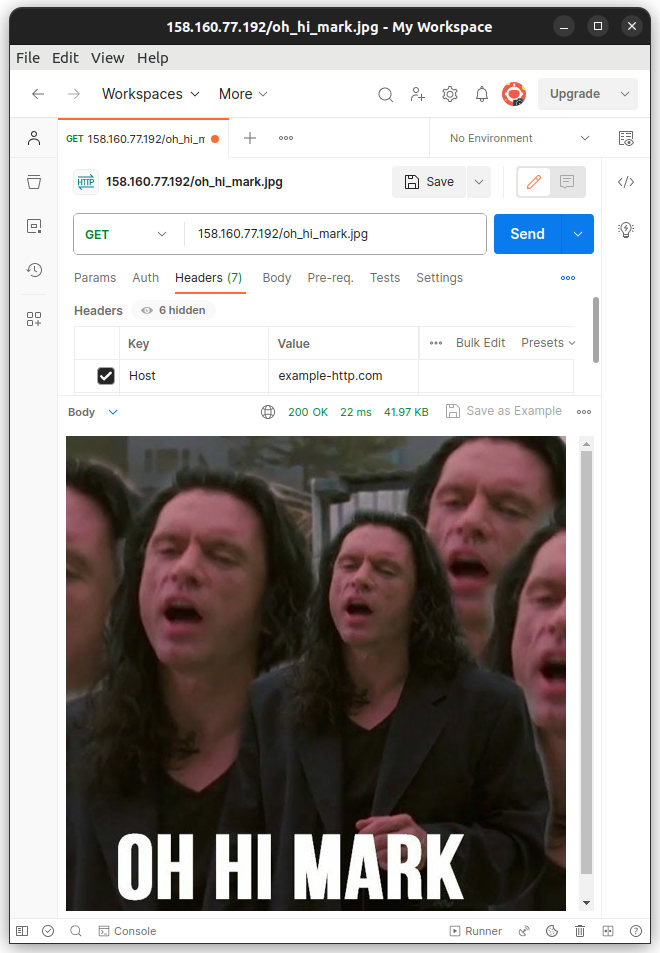 158.160.77.192/oh_hi_mark.jpg - My Workspace
File Edit View Help
Workspaces More Upgrade
GET 158.160.77.192/oh_hi_m No Environment
HTTP 158.160.77.192/oh_hi_mark.jpg Save
GET 158.160.77.192/oh_hi_mark.jpg Send
Params Auth Headers (7) Body Pre-req. Tests Settings
Headers 6 hidden
Key Value Bulk Edit Presets
Host example-http.com
Body 200 OK 22 ms 41.97 KB Save as Example
OH HI MARK
Console Runner